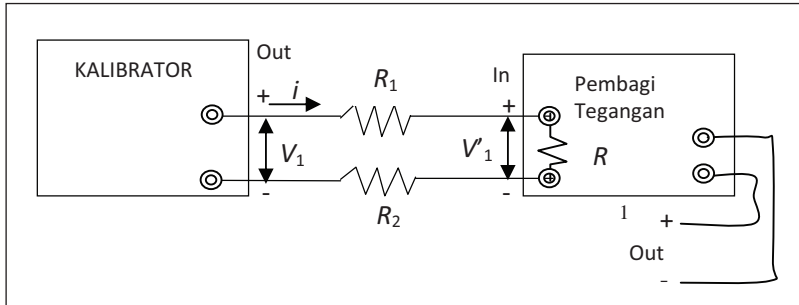 KALIBRATOR
Out
+
i
R1
R2
V1
-
In
+
V'1
-
Pembagi
Tegangan
R
1
+
Out
-